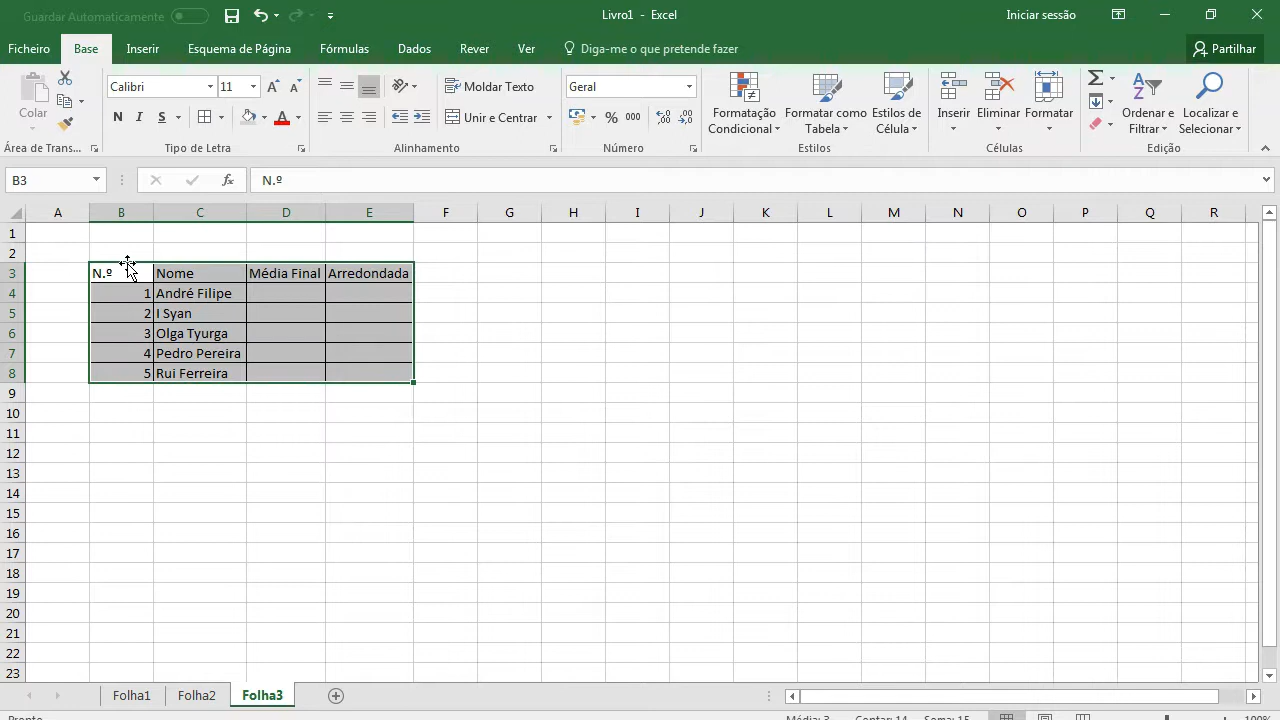 Guardar Automaticamente
Livro1 - Excel
Iniciar sessão
Ficheiro Base Inserir Esquema de Página Fórmulas Dados Rever Ver Diga-me o que pretende fazer Partilhar
Colar
Calibri 11
N I S
Moldar Texto
Unir e Centrar
Geral
% 000
Formatação Condicional
Formatar como Tabela
Estilos de Célula
Inserir
Eliminar
Formatar
Ordenar e Filtrar
Localizar e Selecionar
Área de Trans... Tipo de Letra Alinhamento Número Estilos Células Edição
B3 fx N.º
A B C D E F G H I J K L M N O P Q R
1
2
3 N.º Nome Média Final Arredondada
4 1 André Filipe
5 2 I Syan
6 3 Olga Tyurga
7 4 Pedro Pereira
8 5 Rui Ferreira
9
10
11
12
13
14
15
16
17
18
19
20
21
22
23
Folha1 Folha2 Folha3
Pronto Média: 3 Contar: 14 Soma: 15 100%